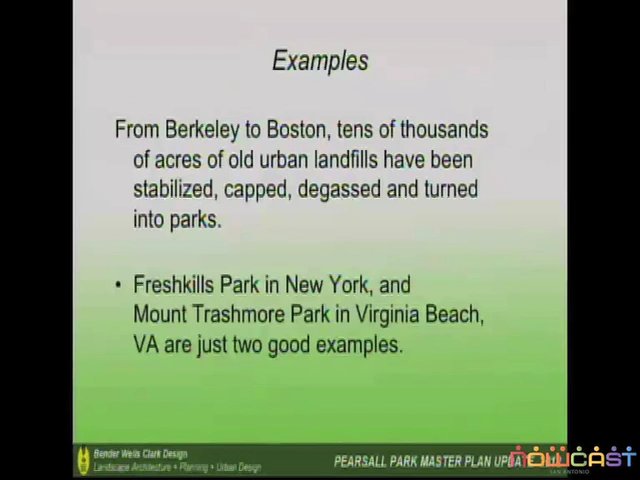 Examples
From Berkeley to Boston, tens of thousands
of acres of old urban landfills have been
stabilized, capped, degassed and turned
into parks.
• Freshkills Park in New York, and
Mount Trashmore Park in Virginia Beach,
VA are just two good examples.
Bender Wells Clark Design
Landscape Architecture • Planning • Urban Design
PEARSALL PARK MASTER PLAN UPDATE
NOWCAST
SAN ANTONIO